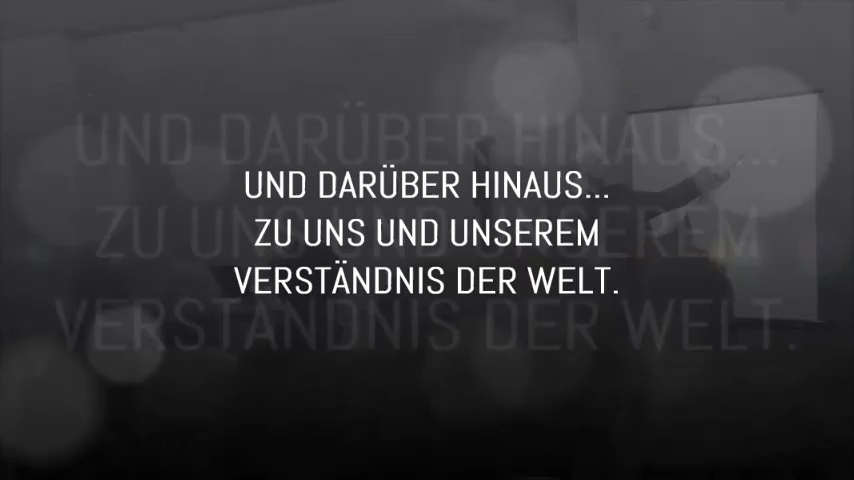 UND DARÜBER HINAUS...
ZU UNS UND UNSEREM
VERSTÄNDNIS DER WELT.